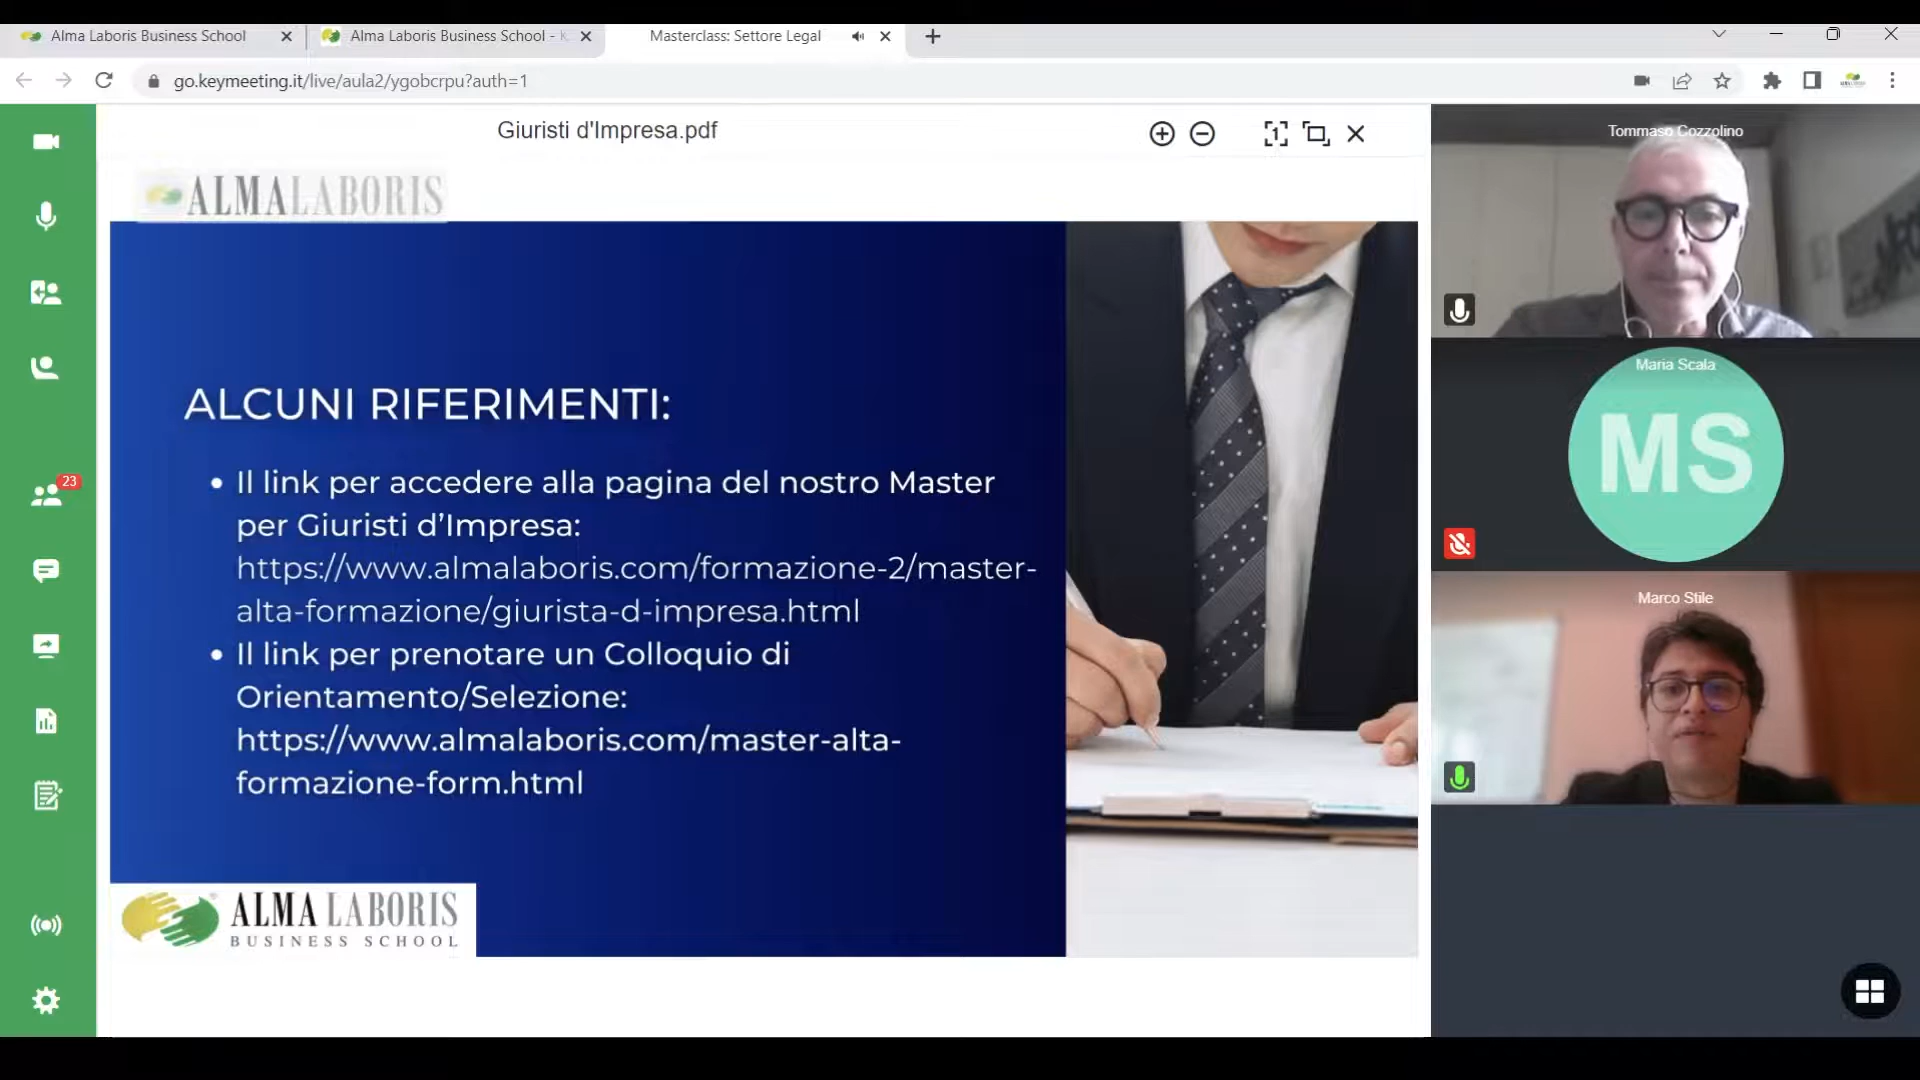 Alma Laboris Business School
Alma Laboris Business School - K
Masterclass: Settore Legal
go.keymeeting.it/live/aula2/ygobcrpu?auth=1
Giuristi d'Impresa.pdf
1
ALMALABORIS
ALCUNI RIFERIMENTI:
• Il link per accedere alla pagina del nostro Master
per Giuristi d’Impresa:
https://www.almalaboris.com/formazione-2/master-
alta-formazione/giurista-d-impresa.html
• Il link per prenotare un Colloquio di
Orientamento/Selezione:
https://www.almalaboris.com/master-alta-
formazione-form.html
ALMA LABORIS
BUSINESS SCHOOL
23
Tommaso Cozzolino
Maria Scala
MS
Marco Stile